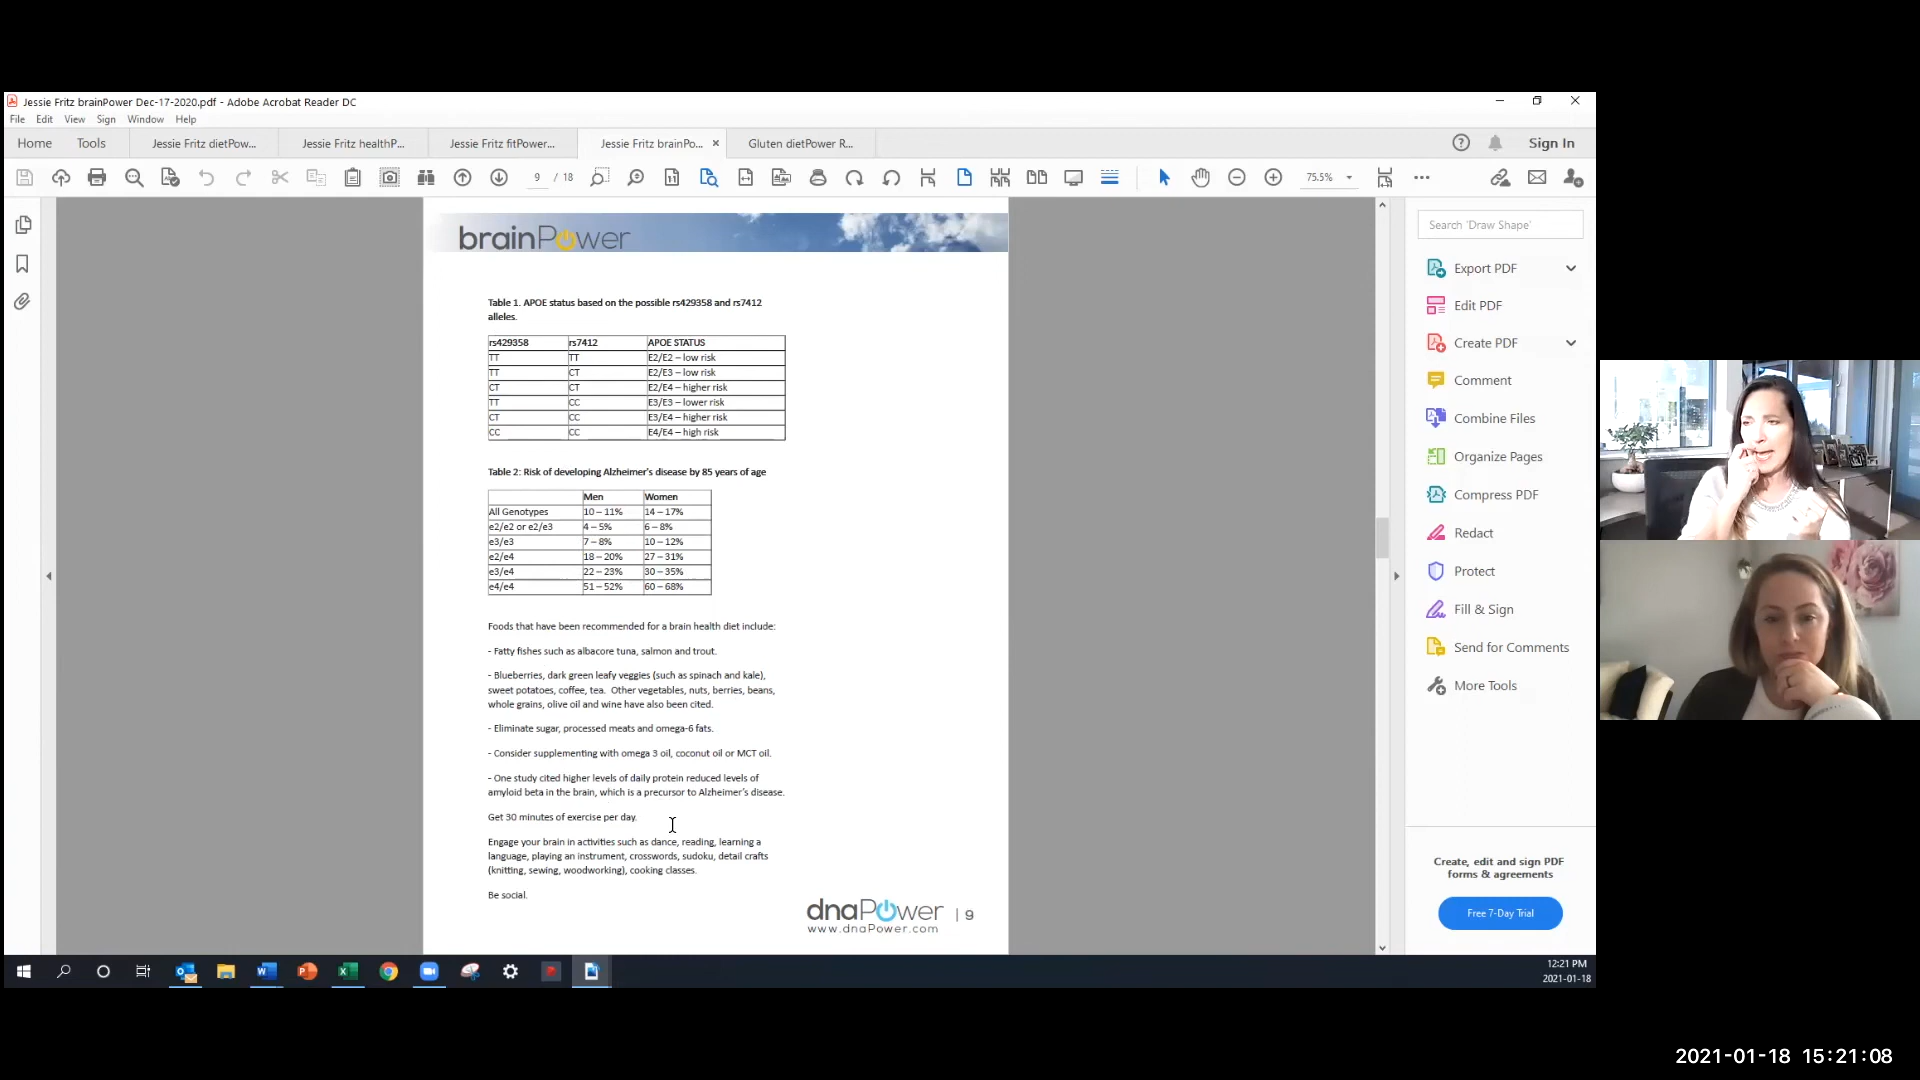 Jessie Fritz brainPower Dec-17-2020.pdf - Adobe Acrobat Reader DC
File Edit View Sign Window Help
Home Tools Jessie Fritz dietPow... Jessie Fritz healthP... Jessie Fritz fitPower... Jessie Fritz brainPo... × Gluten dietPower R... Sign In
9 / 18 75.5%
brainPower
Table 1. APOE status based on the possible rs429358 and rs7412
alleles.
rs429358 rs7412 APOE STATUS
TT TT E2/E2 – low risk
TT CT E2/E3 – low risk
CT CT E2/E4 – higher risk
TT CC E3/E3 – lower risk
CT CC E3/E4 – higher risk
CC CC E4/E4 – high risk
Table 2: Risk of developing Alzheimer's disease by 85 years of age
Men Women
All Genotypes 10 – 11% 14 – 17%
e2/e2 or e2/e3 4 – 5% 6 – 8%
e3/e3 7 – 8% 10 – 12%
e2/e4 18 – 20% 27 – 31%
e3/e4 22 – 23% 30 – 35%
e4/e4 51 – 52% 60 – 68%
Foods that have been recommended for a brain health diet include:
- Fatty fishes such as albacore tuna, salmon and trout.
- Blueberries, dark green leafy veggies (such as spinach and kale),
sweet potatoes, coffee, tea. Other vegetables, nuts, berries, beans,
whole grains, olive oil and wine have also been cited.
- Eliminate sugar, processed meats and omega-6 fats.
- Consider supplementing with omega 3 oil, coconut oil or MCT oil.
- One study cited higher levels of daily protein reduced levels of
amyloid beta in the brain, which is a precursor to Alzheimer's disease.
Get 30 minutes of exercise per day.
Engage your brain in activities such as dance, reading, learning a
language, playing an instrument, crosswords, sudoku, detail crafts
(knitting, sewing, woodworking), cooking classes.
Be social.
dnaPower | 9
www.dnaPower.com
Search 'Draw Shape'
Export PDF
Edit PDF
Create PDF
Comment
Combine Files
Organize Pages
Compress PDF
Redact
Protect
Fill & Sign
Send for Comments
More Tools
Create, edit and sign PDF
forms & agreements
Free 7-Day Trial
12:21 PM
2021-01-18
2021-01-18 15:21:08